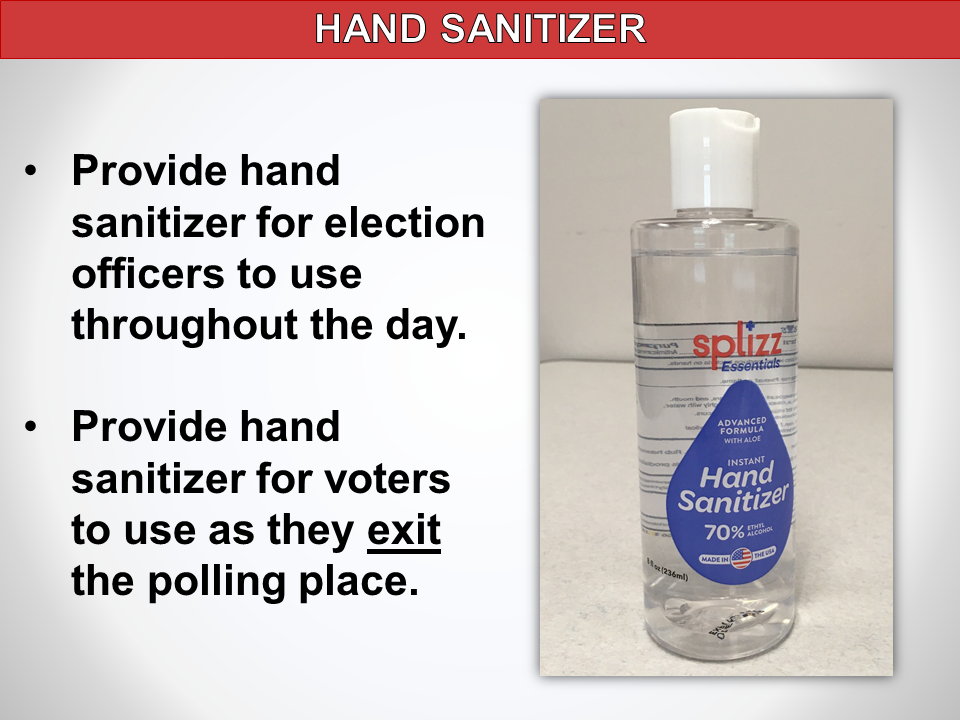 HAND SANITIZER
• Provide hand
sanitizer for election
officers to use
throughout the day.
• Provide hand
sanitizer for voters
to use as they exit
the polling place.
splizz
Essentials
ADVANCED
FORMULA
WITH ALOE
INSTANT
Hand
Sanitizer
70% ETHYL
ALCOHOL
MADE IN THE USA
8 fl oz (236ml)